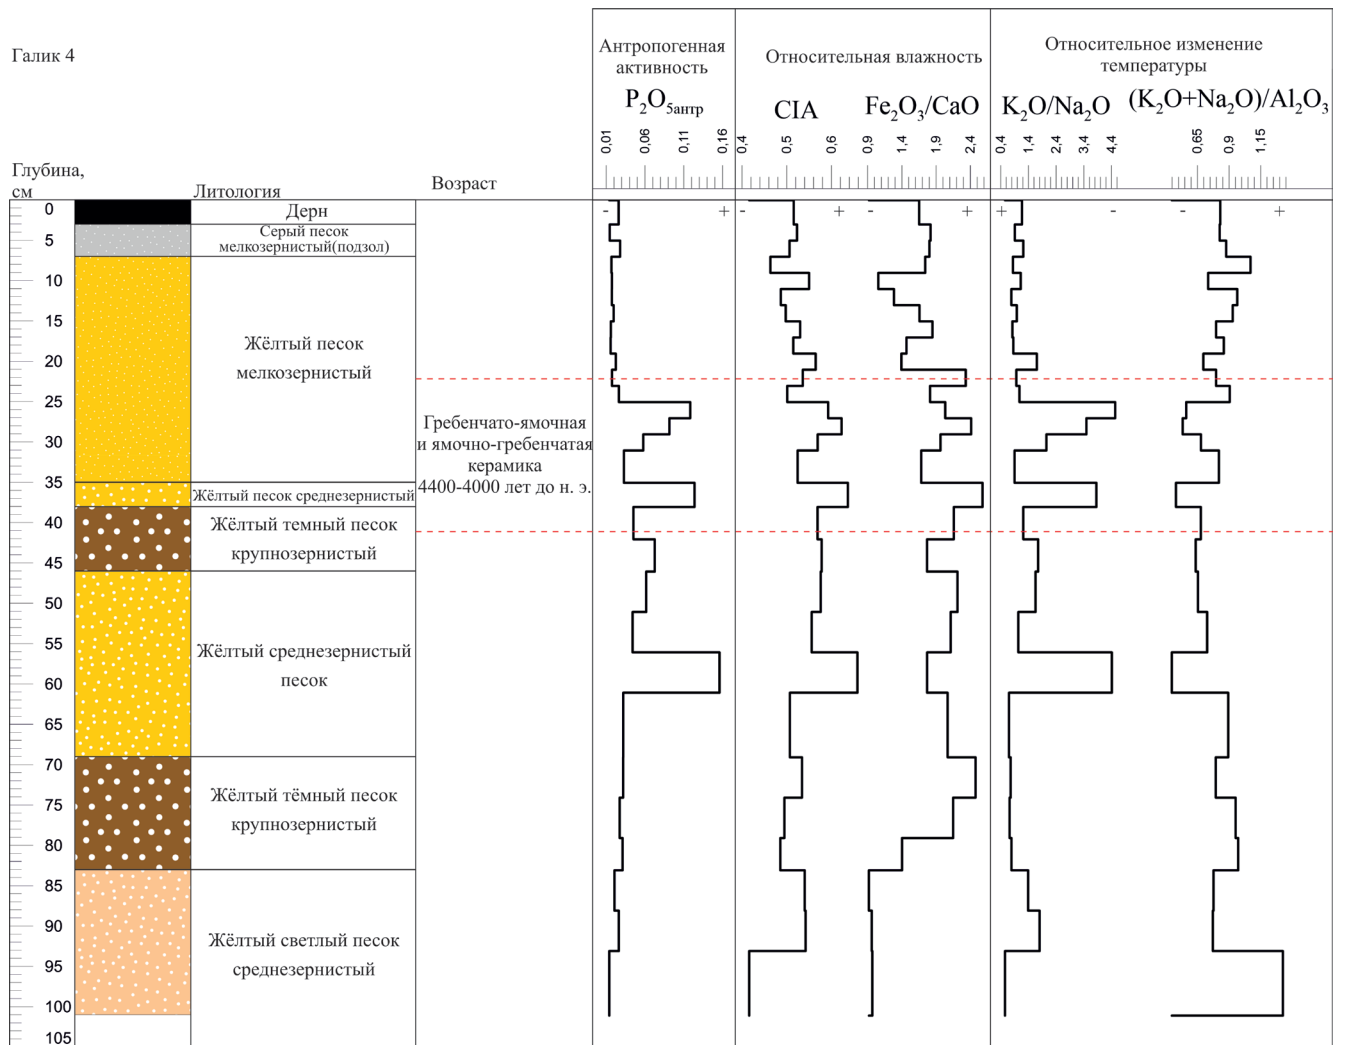 Галик 4
Антропогенная
активность
Относительная влажность
Относительное изменение
температуры
P₂O₅антр
CIA
Fe₂O₃/CaO
K₂O/Na₂O
(K₂O+Na₂O)/Al₂O₃
0,01 0,06 0,11 0,16
0,4 0,5 0,6
0,9 1,4 1,9 2,4
0,4 1,4 2,4 3,4 4,4
0,65 0,9 1,15
Глубина,
см
Литология
Возраст
- +
- +
- +
+ -
- +
0
5
10
15
20
25
30
35
40
45
50
55
60
65
70
75
80
85
90
95
100
105
Дерн
Серый песок
мелкозернистый(подзол)
Жёлтый песок
мелкозернистый
Жёлтый песок среднезернистый
Жёлтый темный песок
крупнозернистый
Жёлтый среднезернистый
песок
Жёлтый тёмный песок
крупнозернистый
Жёлтый светлый песок
среднезернистый
Гребенчато-ямочная
и ямочно-гребенчатая
керамика
4400-4000 лет до н. э.